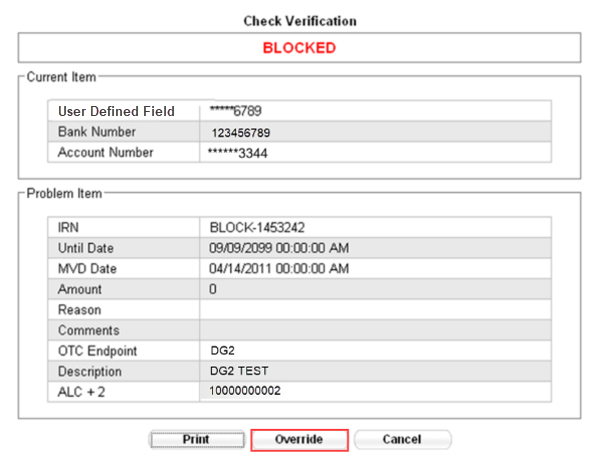 Check Verification
BLOCKED
Current Item
User Defined Field *****6789
Bank Number 123456789
Account Number ******3344
Problem Item
IRN BLOCK-1453242
Until Date 09/09/2099 00:00:00 AM
MVD Date 04/14/2011 00:00:00 AM
Amount 0
Reason
Comments
OTC Endpoint DG2
Description DG2 TEST
ALC + 2 10000000002
Print Override Cancel